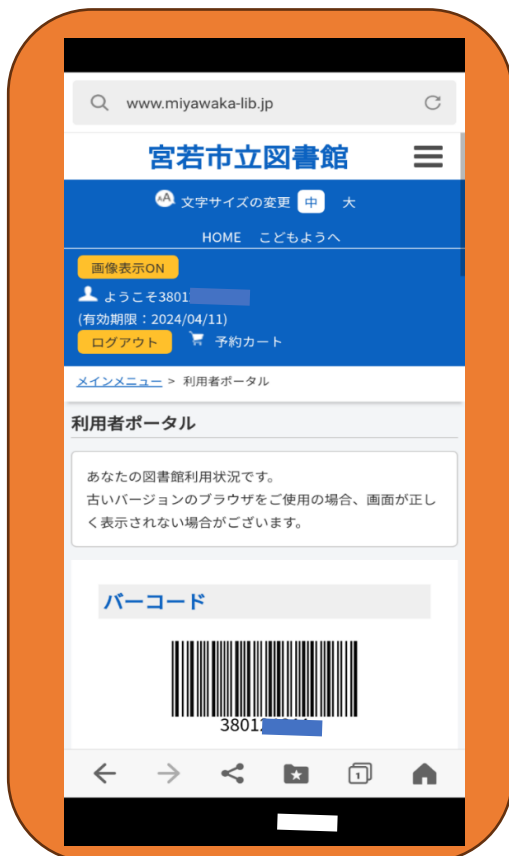 www.miyawaka-lib.jp
宮若市立図書館
文字サイズの変更 中 大
HOME こどもようへ
画像表示ON
ようこそ3801
(有効期限：2024/04/11)
ログアウト 予約カート
メインメニュー > 利用者ポータル
利用者ポータル
あなたの図書館利用状況です。
古いバージョンのブラウザをご使用の場合、画面が正し
く表示されない場合がございます。
バーコード
3801
1